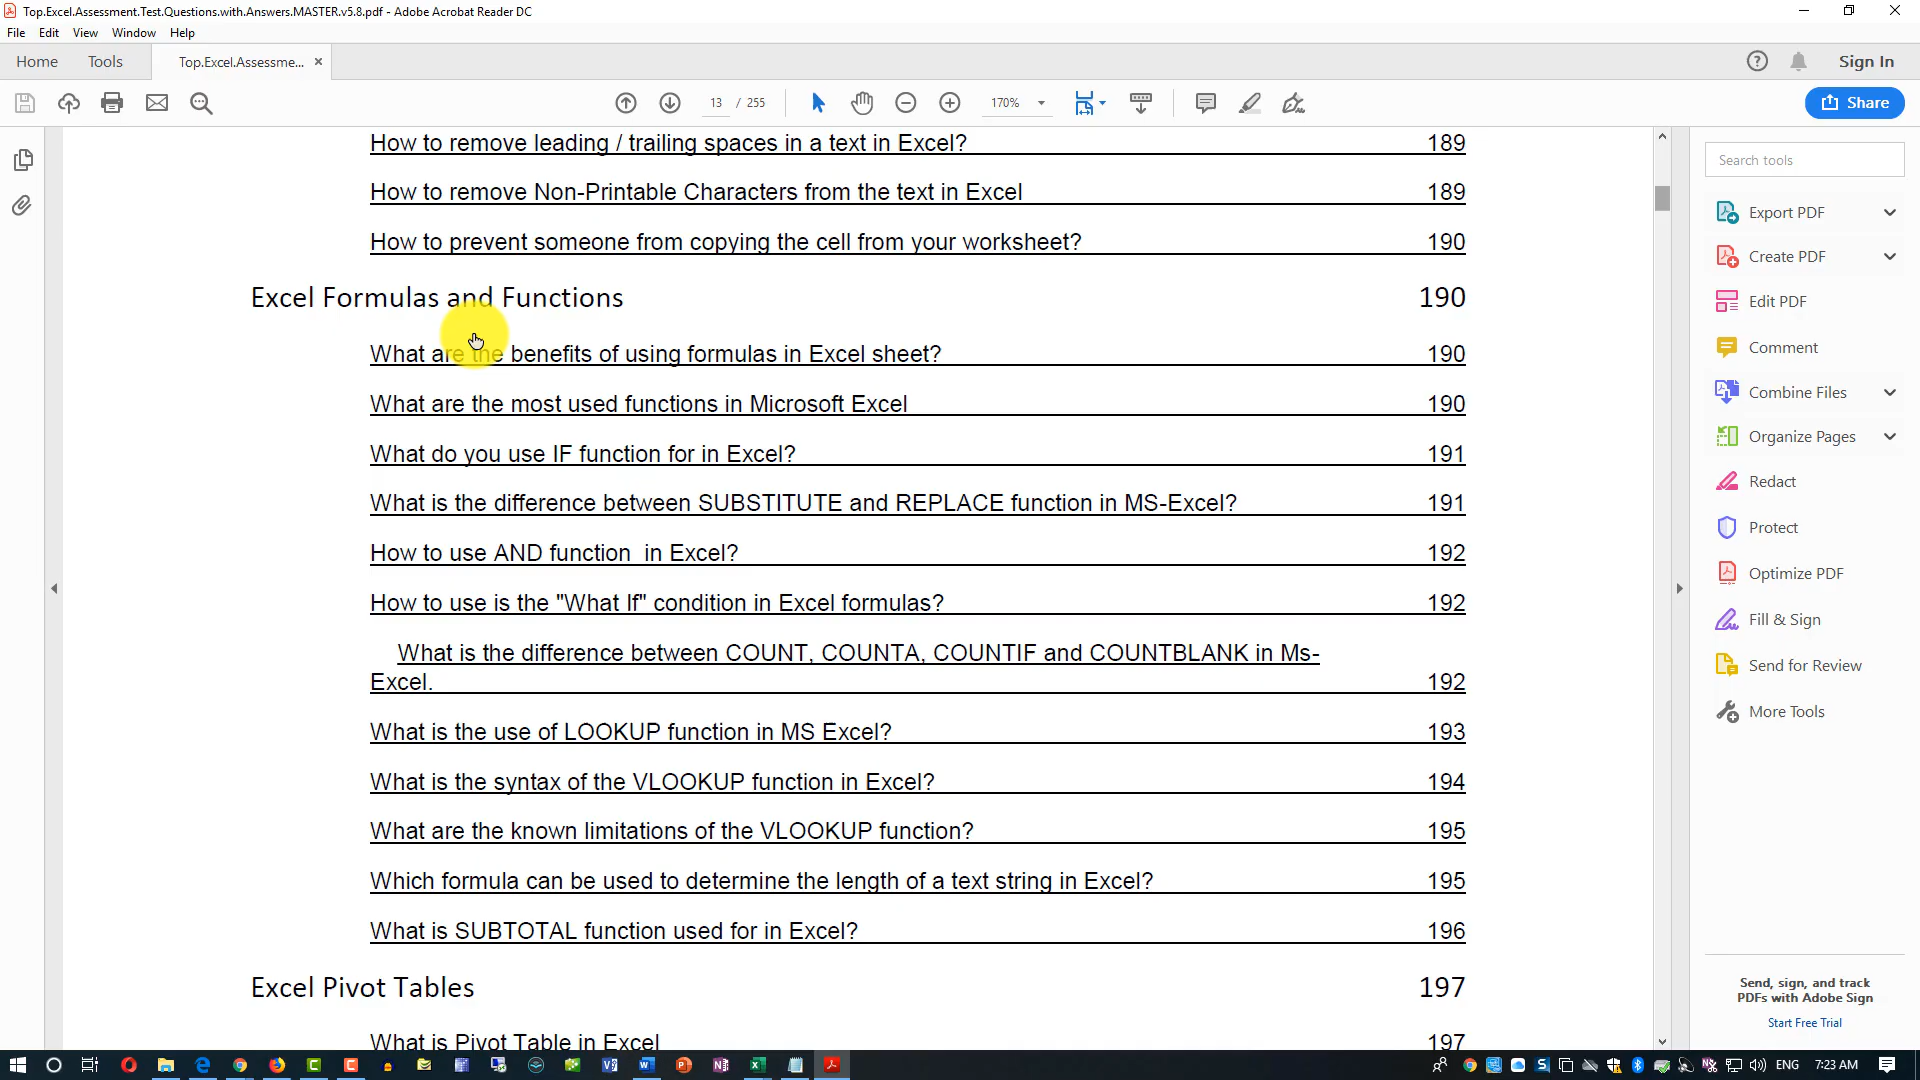 Top.Excel.Assessment.Test.Questions.with.Answers.MASTER.v5.8.pdf - Adobe Acrobat Reader DC
File Edit View Window Help
Home Tools Top.Excel.Assessme... × Sign In
13 / 255 170% Share
How to remove leading / trailing spaces in a text in Excel? 189
How to remove Non-Printable Characters from the text in Excel 189
How to prevent someone from copying the cell from your worksheet? 190
Excel Formulas and Functions 190
What are the benefits of using formulas in Excel sheet? 190
What are the most used functions in Microsoft Excel 190
What do you use IF function for in Excel? 191
What is the difference between SUBSTITUTE and REPLACE function in MS-Excel? 191
How to use AND function  in Excel? 192
How to use is the "What If" condition in Excel formulas? 192
What is the difference between COUNT, COUNTA, COUNTIF and COUNTBLANK in Ms-
Excel. 192
What is the use of LOOKUP function in MS Excel? 193
What is the syntax of the VLOOKUP function in Excel? 194
What are the known limitations of the VLOOKUP function? 195
Which formula can be used to determine the length of a text string in Excel? 195
What is SUBTOTAL function used for in Excel? 196
Excel Pivot Tables 197
What is Pivot Table in Excel 197
Search tools
Export PDF
Create PDF
Edit PDF
Comment
Combine Files
Organize Pages
Redact
Protect
Optimize PDF
Fill & Sign
Send for Review
More Tools
Send, sign, and track
PDFs with Adobe Sign
Start Free Trial
ENG 7:23 AM